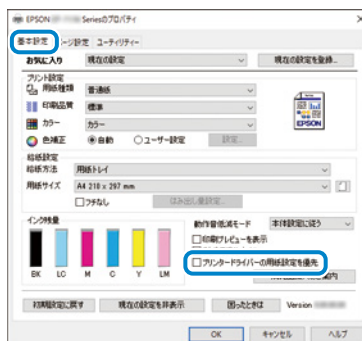 EPSON Seriesのプロパティ
基本設定 ージ設定 ユーティリティー
お気に入り 現在の設定 現在の設定を登録...
プリント設定
用紙種類 普通紙
印刷品質 標準
カラー カラー
色補正 自動 ユーザー設定 設定...
EPSON
給紙設定
給紙方法 用紙トレイ
用紙サイズ A4 210 x 297 mm
フチなし はみ出し量設定...
インク残量
BK LC M C Y LM
動作音低減モード 本体設定に従う
印刷プレビューを表示
プリンタードライバーの用紙設定を優先
初期設定に戻す 現在の設定を非表示 困ったときは Version
OK キャンセル ヘルプ